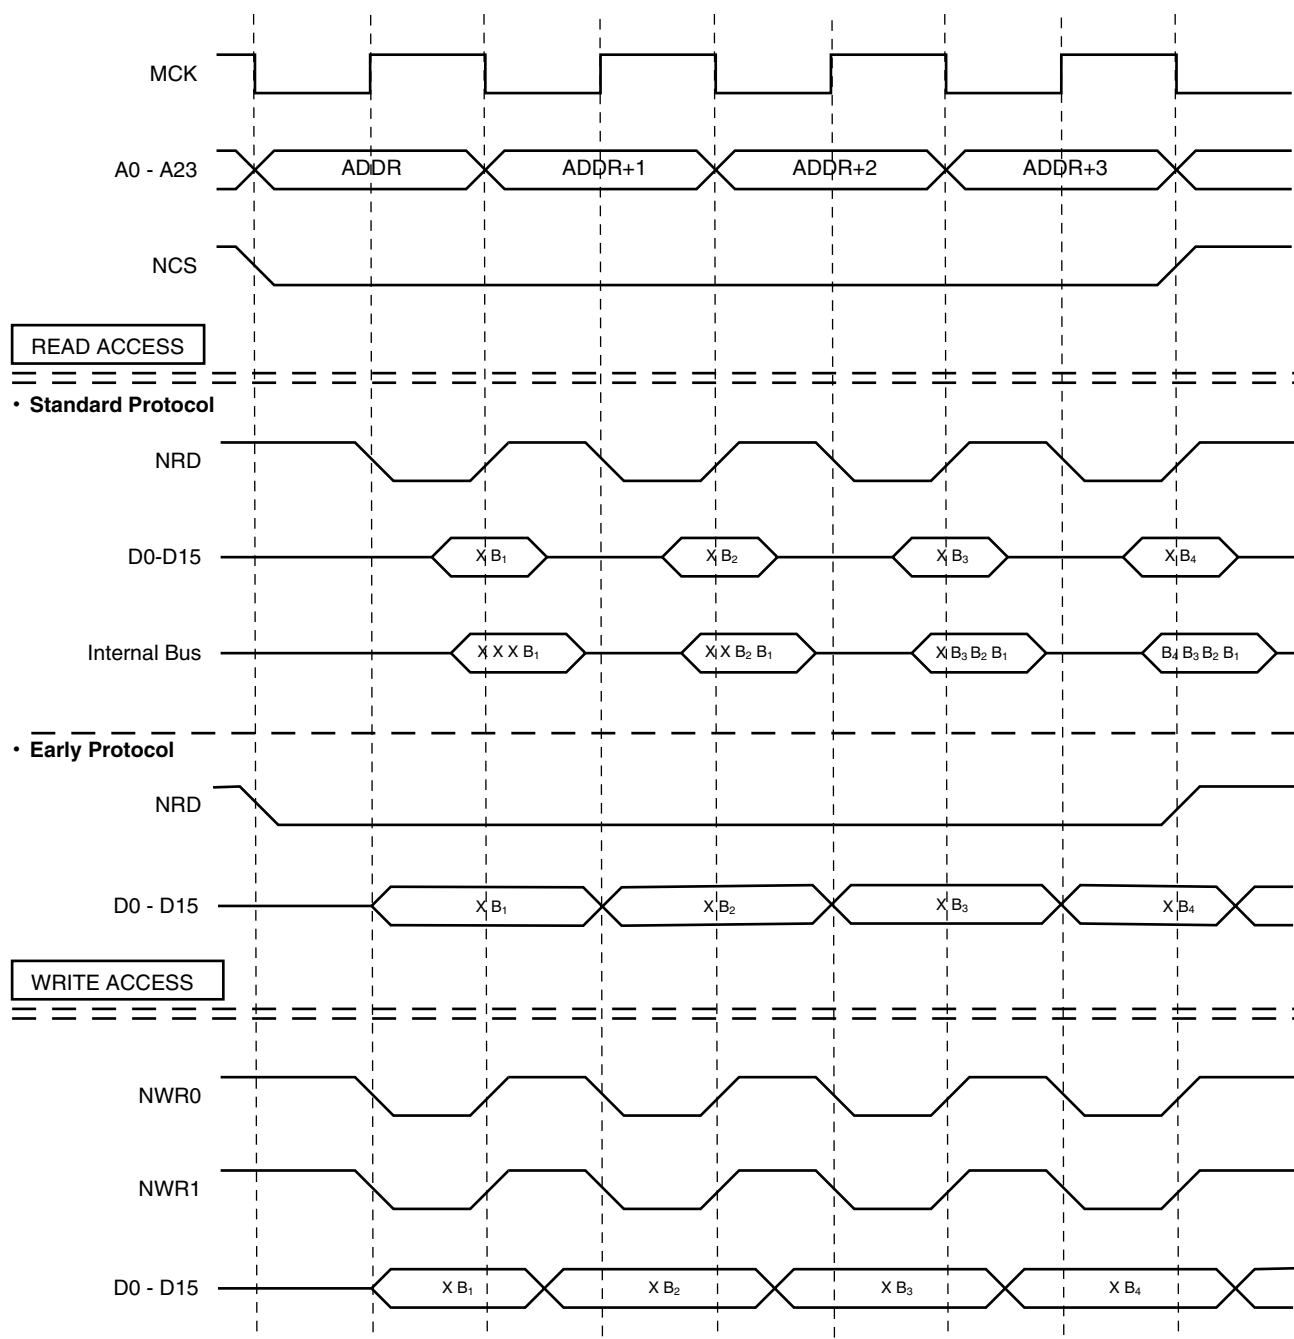 MCK
A0 - A23 ADDR ADDR+1 ADDR+2 ADDR+3
NCS
READ ACCESS
• Standard Protocol
NRD
D0-D15 X B₁ X B₂ X B₃ X B₄
Internal Bus X X X B₁ X X B₂ B₁ X B₃ B₂ B₁ B₄ B₃ B₂ B₁
• Early Protocol
NRD
D0 - D15 X B₁ X B₂ X B₃ X B₄
WRITE ACCESS
NWR0
NWR1
D0 - D15 X B₁ X B₂ X B₃ X B₄